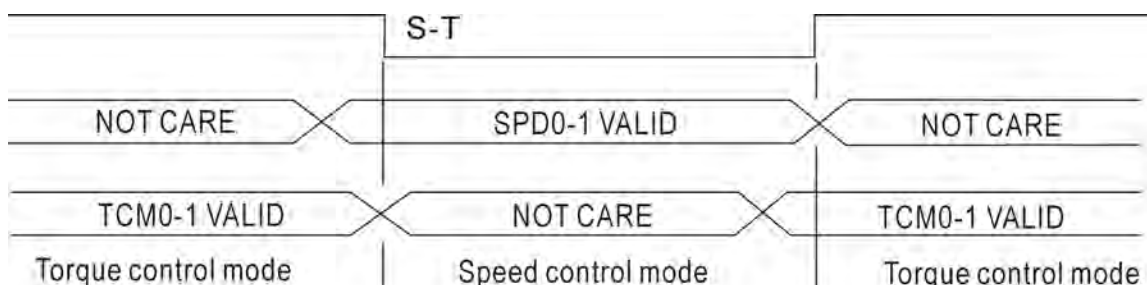 S-T
NOT CARE SPD0-1 VALID NOT CARE
TCM0-1 VALID NOT CARE TCM0-1 VALID
Torque control mode Speed control mode Torque control mode